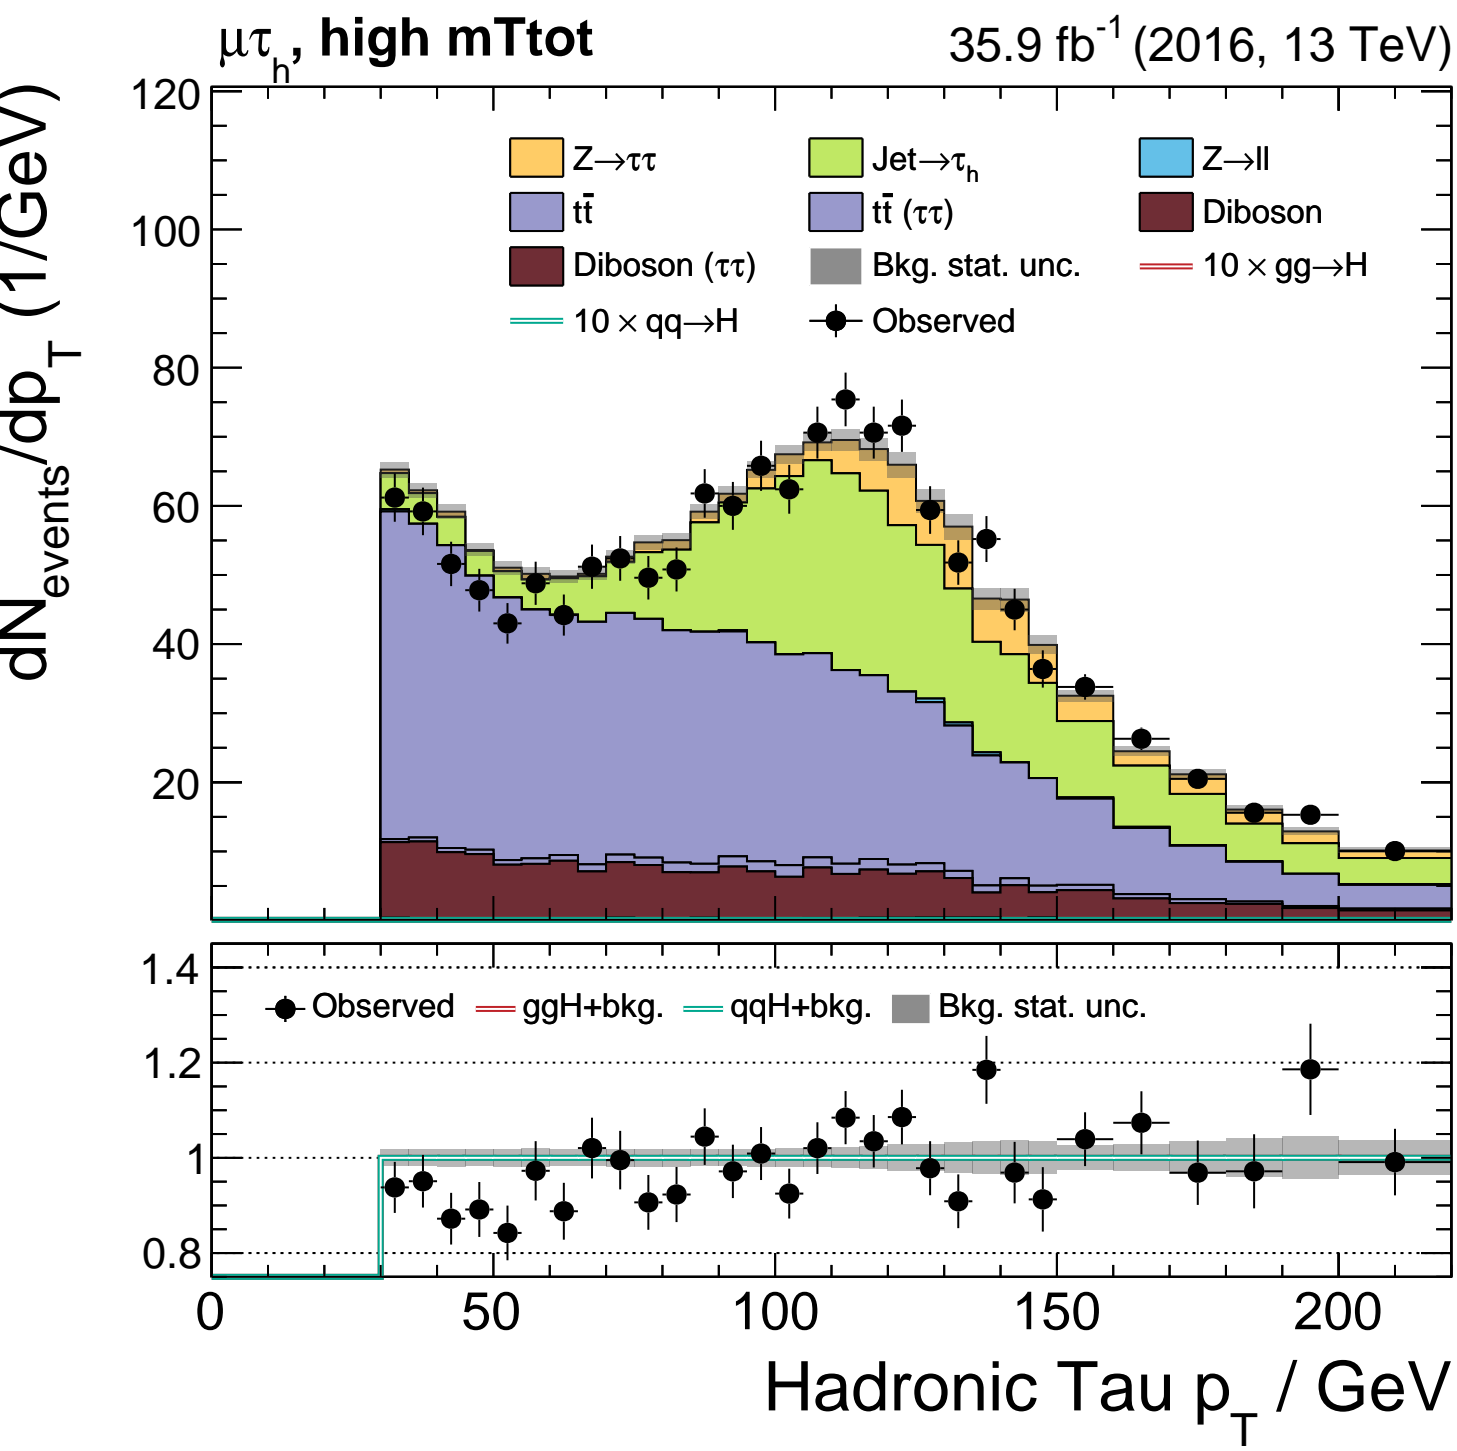 μτh, high mTtot 35.9 fb-1 (2016, 13 TeV)
dNevents/dpT (1/GeV)
120
100
80
60
40
20
Z→ττ Jet→τh Z→ll
tt̄ tt̄ (ττ) Diboson
Diboson (ττ) Bkg. stat. unc. 10 × gg→H
10 × qq→H Observed
1.4
1.2
1
0.8
Observed ggH+bkg. qqH+bkg. Bkg. stat. unc.
0 50 100 150 200
Hadronic Tau pT / GeV